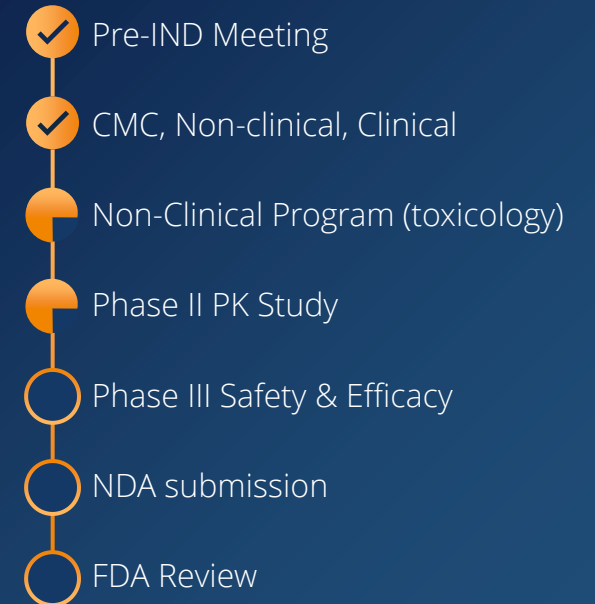 Pre-IND Meeting
CMC, Non-clinical, Clinical
Non-Clinical Program (toxicology)
Phase II PK Study
Phase III Safety & Efficacy
NDA submission
FDA Review